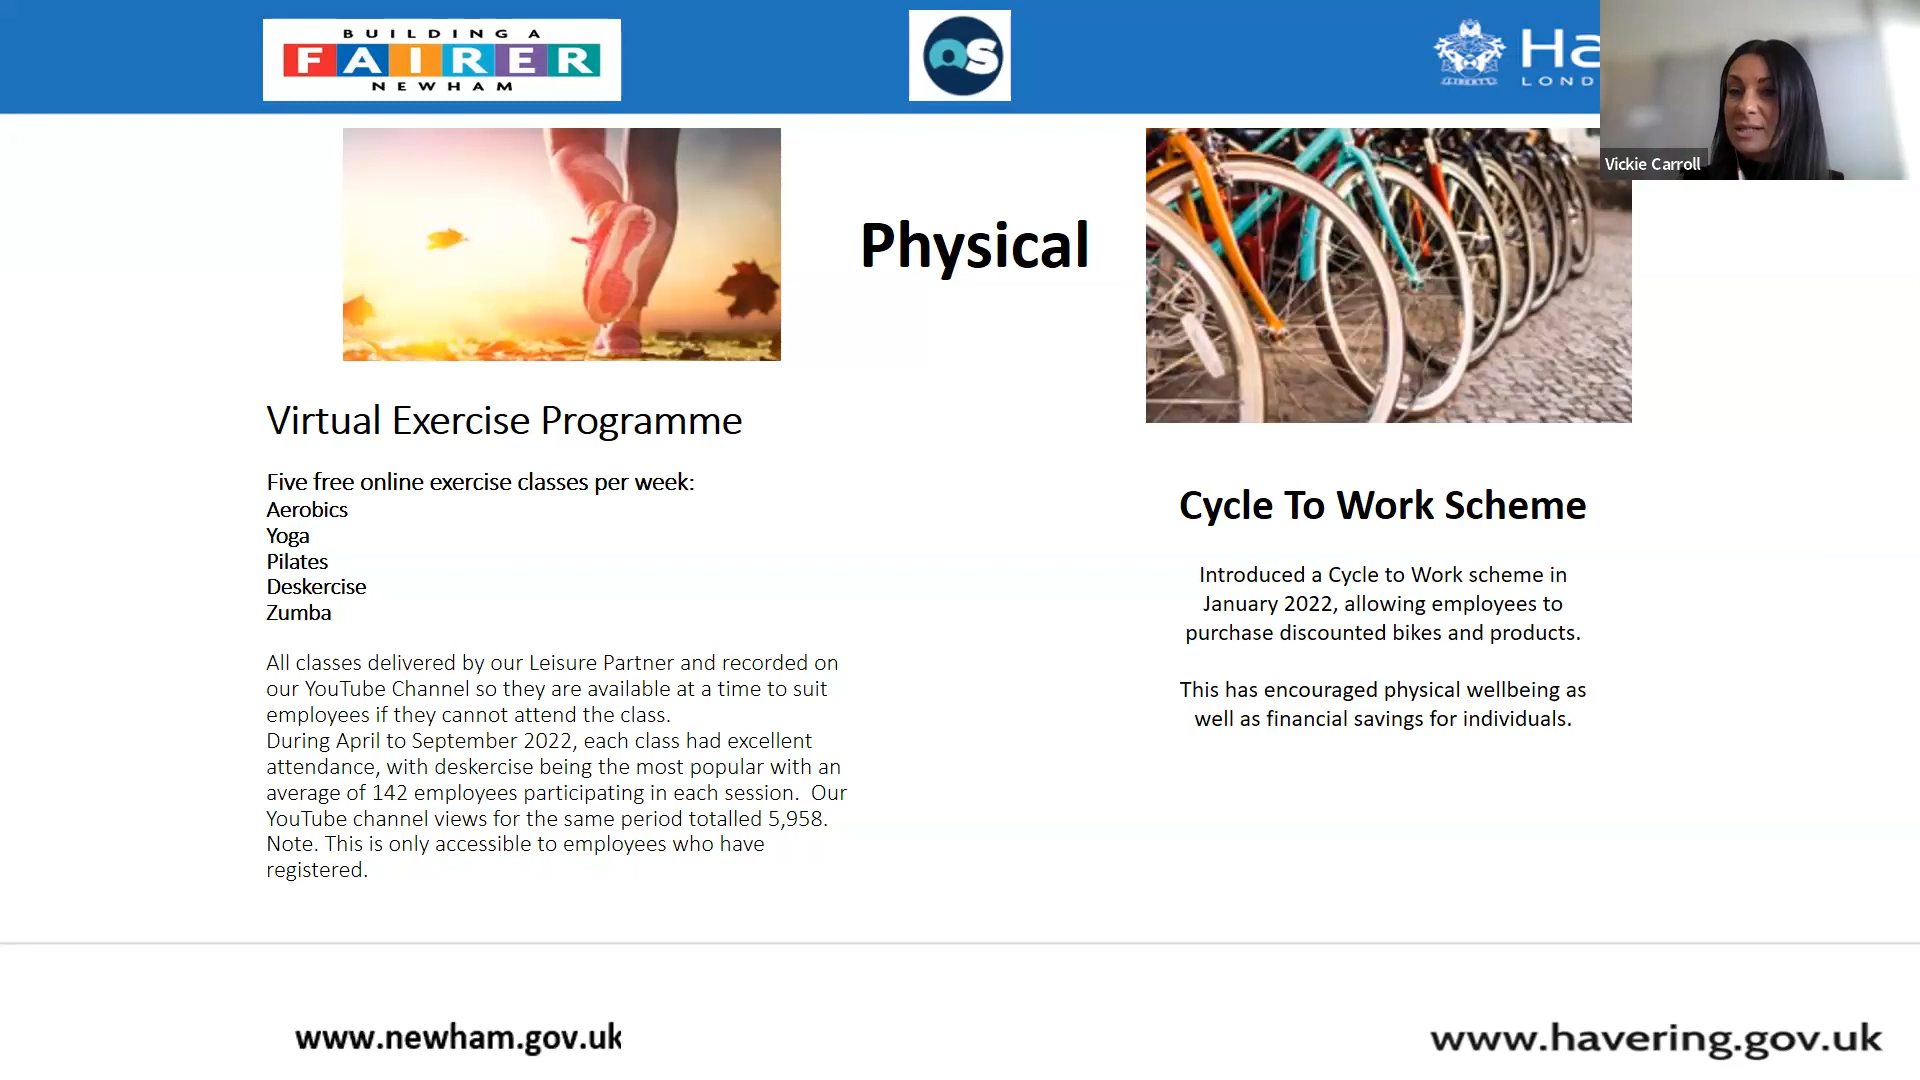 BUILDING A
FAIRER
NEWHAM
OS
Ha
LOND
Vickie Carroll
Physical
Virtual Exercise Programme
Five free online exercise classes per week:
Aerobics
Yoga
Pilates
Deskercise
Zumba
All classes delivered by our Leisure Partner and recorded on
our YouTube Channel so they are available at a time to suit
employees if they cannot attend the class.
During April to September 2022, each class had excellent
attendance, with deskercise being the most popular with an
average of 142 employees participating in each session.  Our
YouTube channel views for the same period totalled 5,958.
Note. This is only accessible to employees who have
registered.
Cycle To Work Scheme
Introduced a Cycle to Work scheme in
January 2022, allowing employees to
purchase discounted bikes and products.
This has encouraged physical wellbeing as
well as financial savings for individuals.
www.newham.gov.uk
www.havering.gov.uk